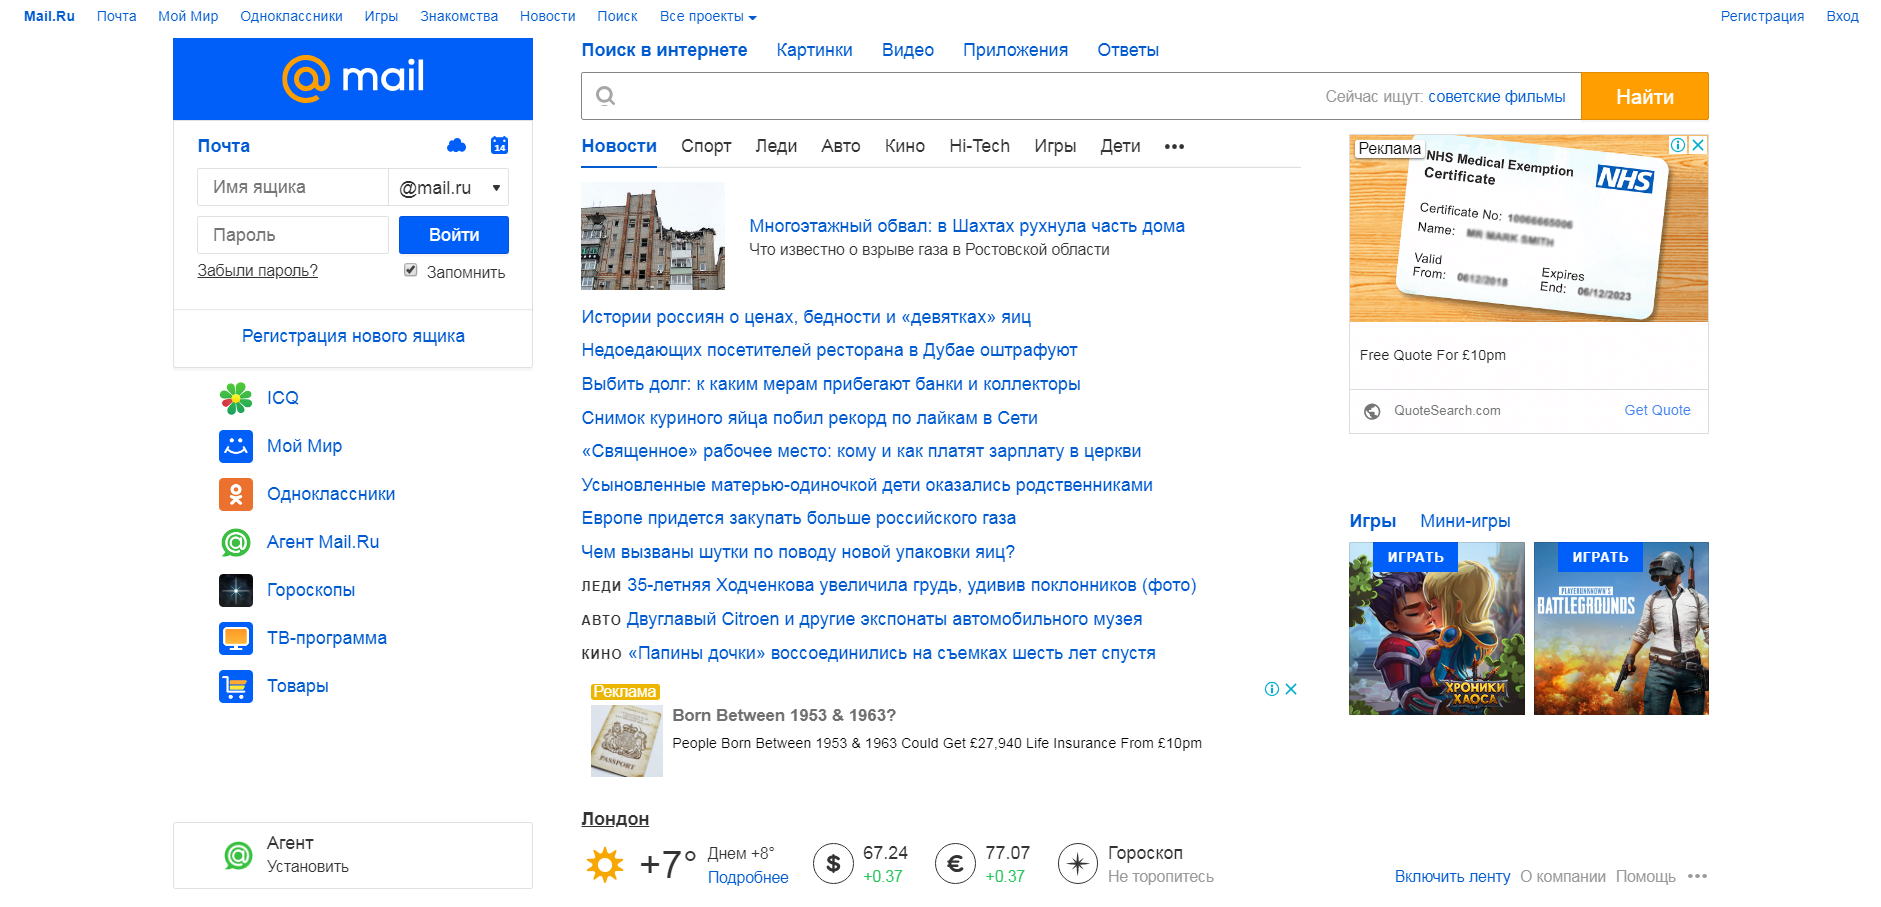 Mail.Ru Почта Мой Мир Одноклассники Игры Знакомства Новости Поиск Все проекты Регистрация Вход
mail
Почта
14
Имя ящика @mail.ru
Пароль Войти
Забыли пароль? Запомнить
Регистрация нового ящика
ICQ
Мой Мир
Одноклассники
Агент Mail.Ru
Гороскопы
ТВ-программа
Товары
Агент
Установить
Поиск в интернете Картинки Видео Приложения Ответы
Сейчас ищут: советские фильмы Найти
Новости Спорт Леди Авто Кино Hi-Tech Игры Дети •••
Многоэтажный обвал: в Шахтах рухнула часть дома
Что известно о взрыве газа в Ростовской области
Истории россиян о ценах, бедности и «девятках» яиц
Недоедающих посетителей ресторана в Дубае оштрафуют
Выбить долг: к каким мерам прибегают банки и коллекторы
Снимок куриного яйца побил рекорд по лайкам в Сети
«Священное» рабочее место: кому и как платят зарплату в церкви
Усыновленные матерью-одиночкой дети оказались родственниками
Европе придется закупать больше российского газа
Чем вызваны шутки по поводу новой упаковки яиц?
ЛЕДИ 35-летняя Ходченкова увеличила грудь, удивив поклонников (фото)
АВТО Двуглавый Citroen и другие экспонаты автомобильного музея
КИНО «Папины дочки» воссоединились на съемках шесть лет спустя
Реклама
PASSPORT
Born Between 1953 & 1963?
People Born Between 1953 & 1963 Could Get £27,940 Life Insurance From £10pm
Лондон
+7° Днем +8°
Подробнее
$ 67.24
+0.37
€ 77.07
+0.37
Гороскоп
Не торопитесь
Реклама
NHS Medical Exemption
Certificate
NHS
Certificate No: 10066665006
Name: MR MARK SMITH
Valid
From: 0612/2018
Expires
End: 06/12/2023
Free Quote For £10pm
QuoteSearch.com Get Quote
Игры Мини-игры
ИГРАТЬ
ХРОНИКИ
ХАОСА
ИГРАТЬ
PLAYERUNKNOWN'S
BATTLEGROUNDS
Включить ленту О компании Помощь •••